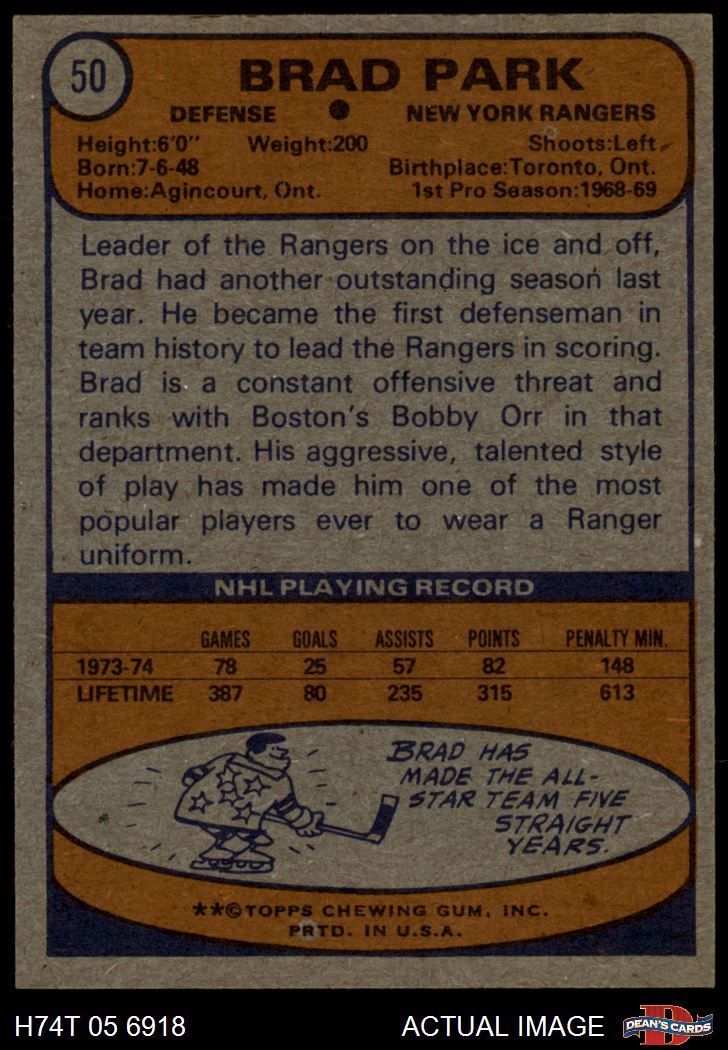 50
BRAD PARK
DEFENSE ● NEW YORK RANGERS
Height:6'0" Weight:200 Shoots:Left
Born:7-6-48 Birthplace:Toronto, Ont.
Home:Agincourt, Ont. 1st Pro Season:1968-69
Leader of the Rangers on the ice and off,
Brad had another outstanding season last
year. He became the first defenseman in
team history to lead the Rangers in scoring.
Brad is a constant offensive threat and
ranks with Boston's Bobby Orr in that
department. His aggressive, talented style
of play has made him one of the most
popular players ever to wear a Ranger
uniform.
NHL PLAYING RECORD
GAMES GOALS ASSISTS POINTS PENALTY MIN.
1973-74 78 25 57 82 148
LIFETIME 387 80 235 315 613
BRAD HAS
MADE THE ALL-
STAR TEAM FIVE
STRAIGHT
YEARS.
**©TOPPS CHEWING GUM, INC.
PRTD. IN U.S.A.
H74T 05 6918 ACTUAL IMAGE
D
DEAN'S CARDS